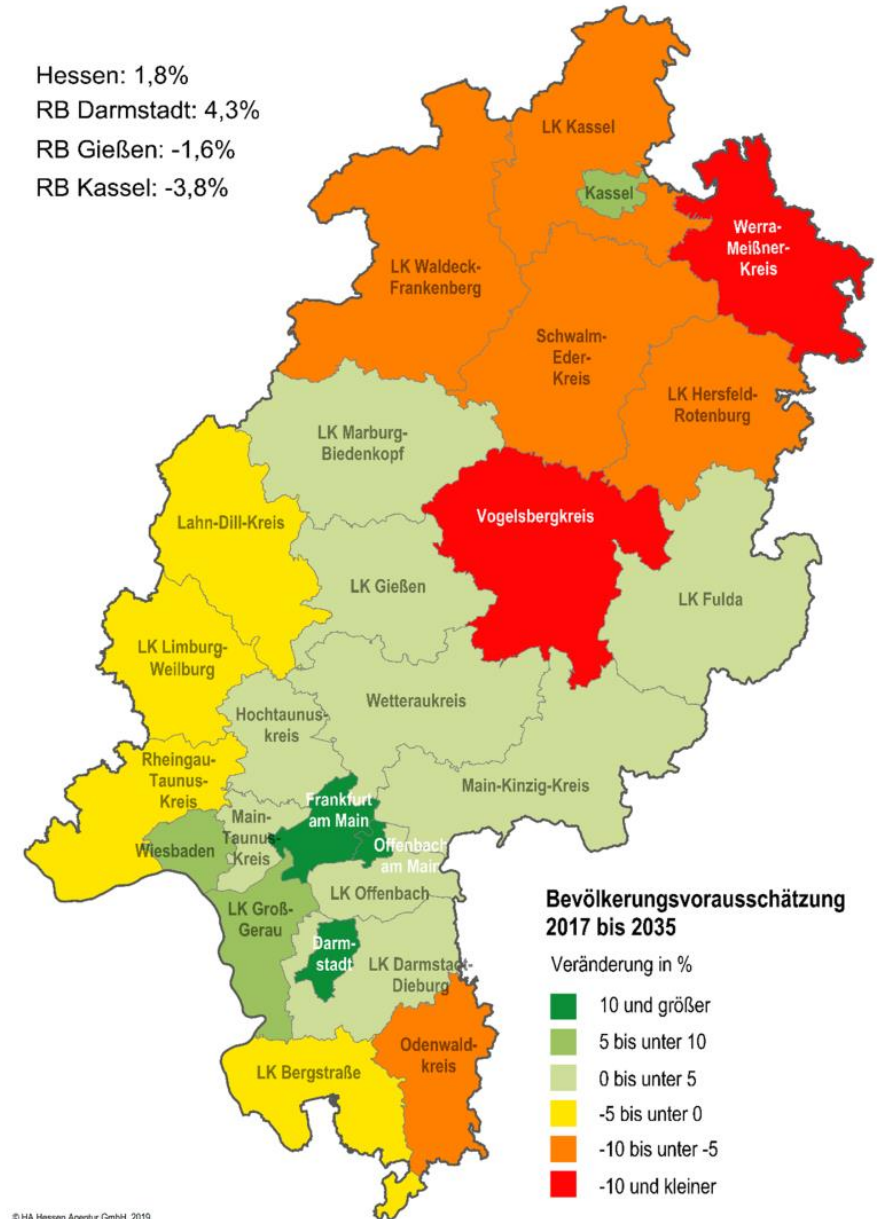 Hessen: 1,8%
RB Darmstadt: 4,3%
RB Gießen: -1,6%
RB Kassel: -3,8%
LK Kassel
Kassel
Werra-
Meißner-
Kreis
LK Waldeck-
Frankenberg
Schwalm-
Eder-
Kreis
LK Hersfeld-
Rotenburg
LK Marburg-
Biedenkopf
Lahn-Dill-Kreis
Vogelsbergkreis
LK Gießen
LK Fulda
LK Limburg-
Weilburg
Wetteraukreis
Hochtaunus-
kreis
Rheingau-
Taunus-
Kreis
Main-Kinzig-Kreis
Frankfurt
am Main
Main-
Taunus-
Kreis
Wiesbaden
Offenbach
am Main
LK Offenbach
LK Groß-
Gerau
Darm-
stadt
LK Darmstadt-
Dieburg
Odenwald-
kreis
LK Bergstraße
Bevölkerungsvorausschätzung
2017 bis 2035
Veränderung in %
10 und größer
5 bis unter 10
0 bis unter 5
-5 bis unter 0
-10 bis unter -5
-10 und kleiner
© HA Hessen Agentur GmbH, 2019